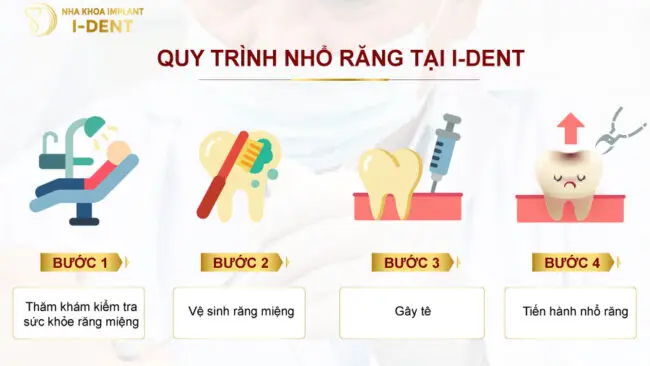 NHA KHOA IMPLANT
I-DENT
QUY TRÌNH NHỔ RĂNG TẠI I-DENT
BƯỚC 1
BƯỚC 2
BƯỚC 3
BƯỚC 4
Thăm khám kiểm tra
sức khỏe răng miệng
Vệ sinh răng miệng
Gây tê
Tiến hành nhổ răng